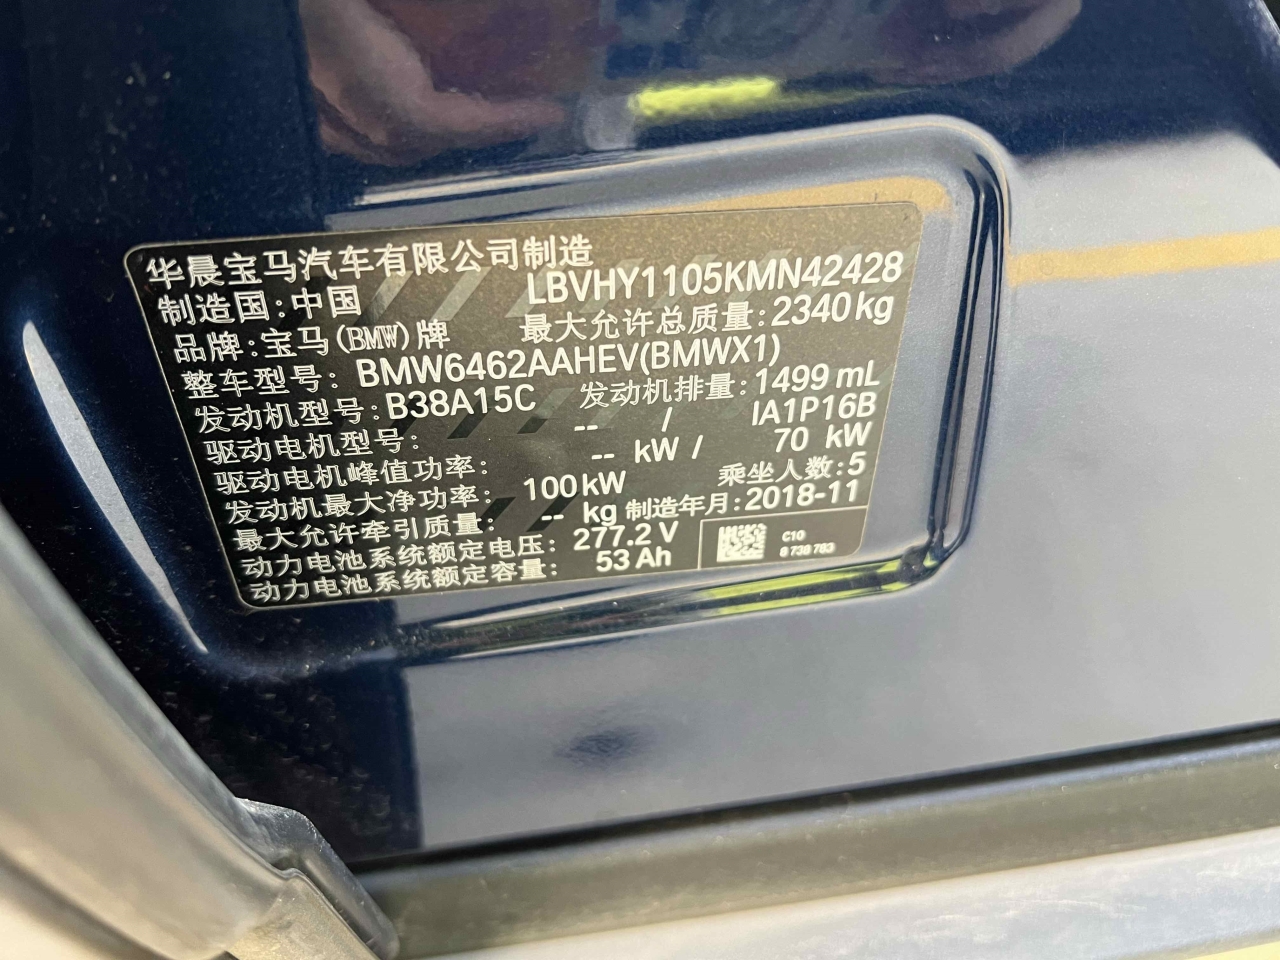 华晨宝马汽车有限公司制造
制造国:中国 LBVHY1105KMN42428
品牌:宝马(BMW)牌 最大允许总质量:2340kg
整车型号:BMW6462AAHEV(BMWX1)
发动机型号:B38A15C 发动机排量:1499 mL
驱动电机型号: -- / IA1P16B
驱动电机峰值功率: -- kW / 70 kW
发动机最大净功率: 100kW 乘坐人数:5
最大允许牵引质量: -- kg 制造年月:2018-11
动力电池系统额定电压: 277.2 V
动力电池系统额定容量: 53 Ah
C10
8 738 783